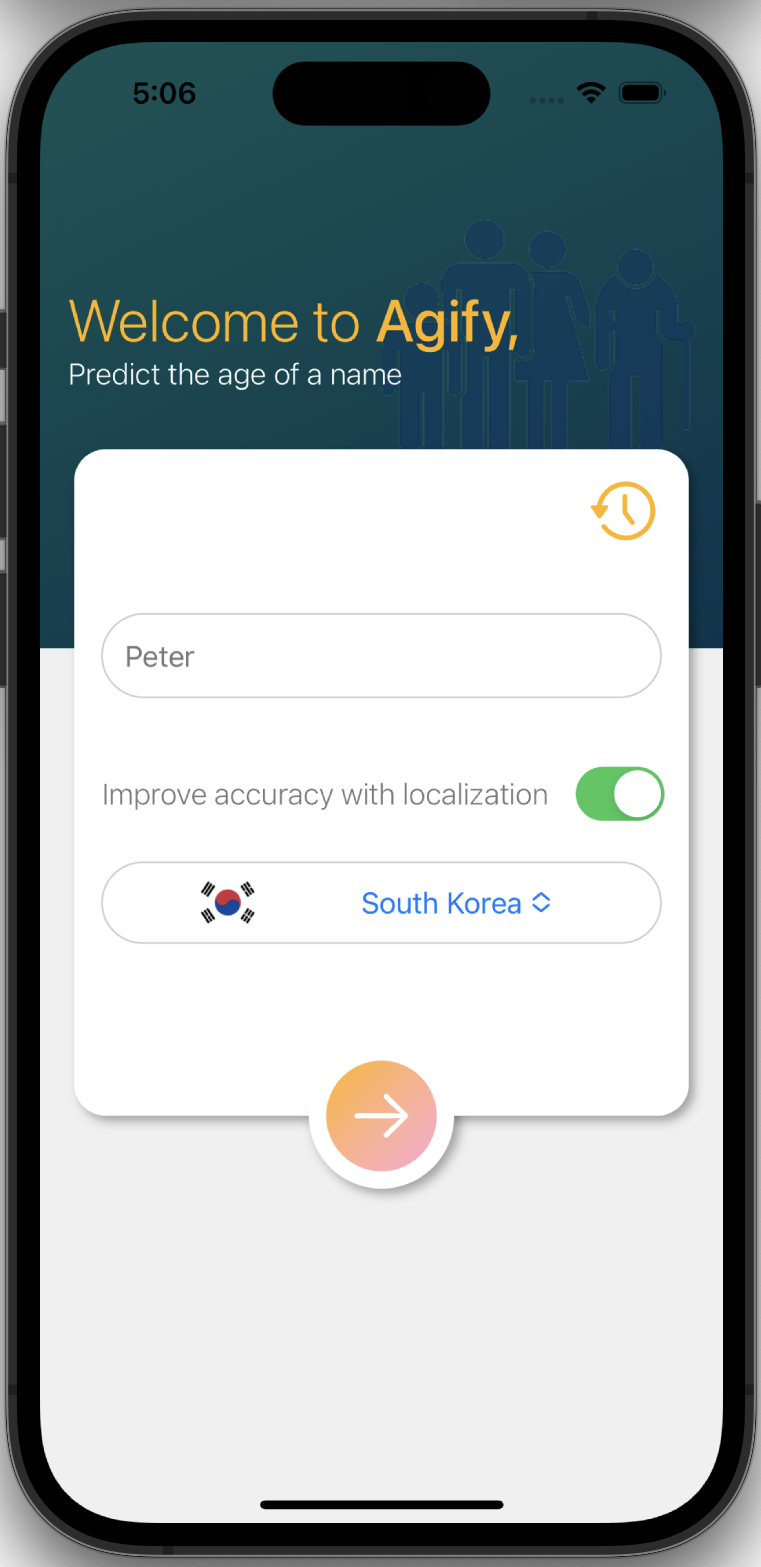 5:06
Welcome to Agify,
Predict the age of a name
Peter
Improve accuracy with localization
South Korea